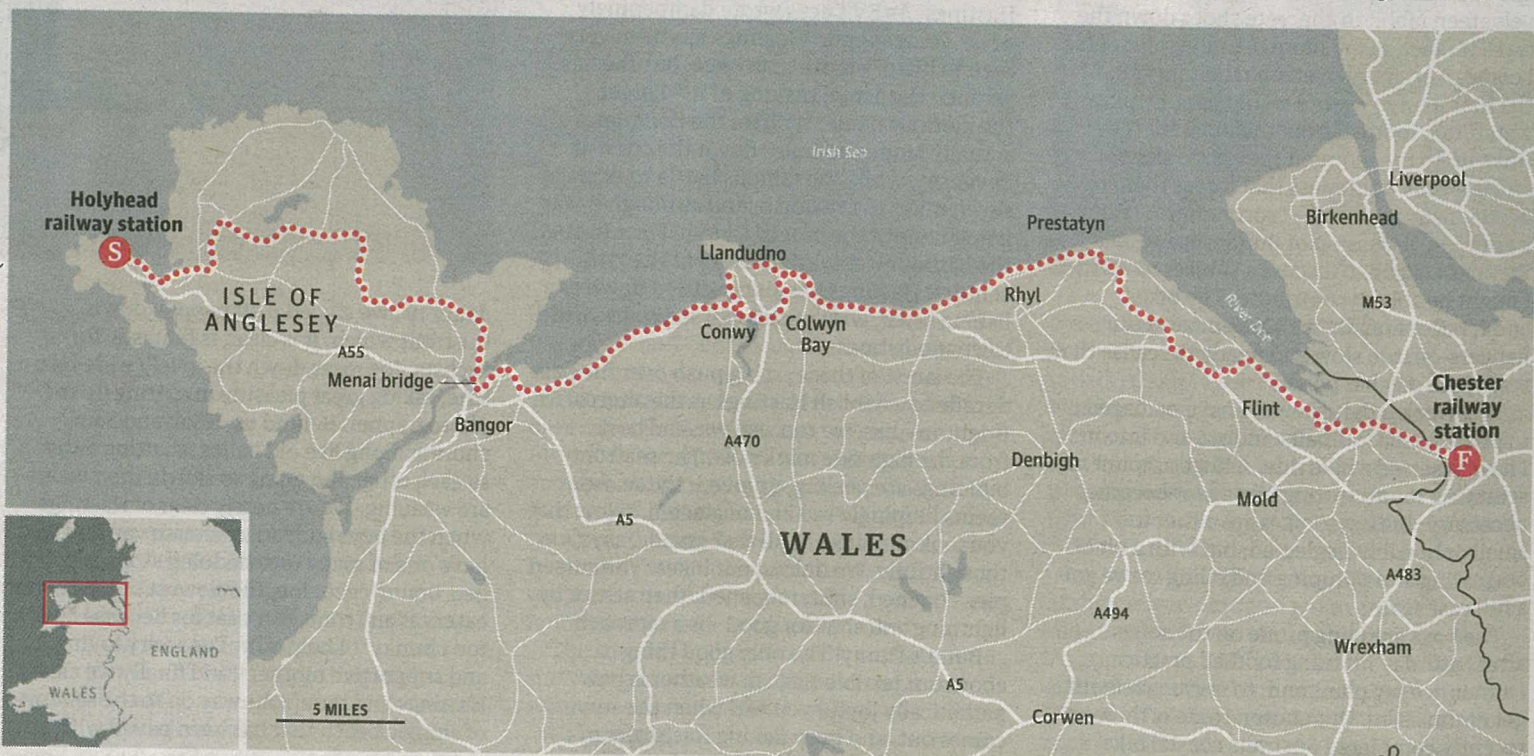 Irish Sea
Liverpool
Birkenhead
Holyhead
railway station
S
Prestatyn
Llandudno
ISLE OF
ANGLESEY
Rhyl
M53
River Dee
Conwy
Colwyn
Bay
A55
Menai bridge
Chester
railway
station
F
Flint
Bangor
A470
Denbigh
Mold
A5
WALES
A483
A494
Wrexham
ENGLAND
WALES
A5
5 MILES
Corwen